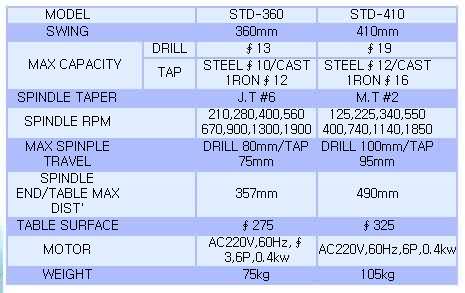 MODEL STD-360 STD-410
SWING 360mm 410mm
MAX CAPACITY DRILL ∮13 ∮19
TAP STEEL∮10/CAST 1RON∮12 STEEL∮12/CAST 1RON∮16
SPINDLE TAPER J.T #6 M.T #2
SPINDLE RPM 210,280,400,560 670,900,1300,1900 125,225,340,550 400,740,1140,1850
MAX SPINPLE TRAVEL DRILL 80mm/TAP 75mm DRILL 100mm/TAP 95mm
SPINDLE END/TABLE MAX DIST' 357mm 490mm
TABLE SURFACE ∮275 ∮325
MOTOR AC220V,60Hz,∮ 3,6P,0.4kw AC220V,60Hz,6P,0.4kw
WEIGHT 75kg 105kg